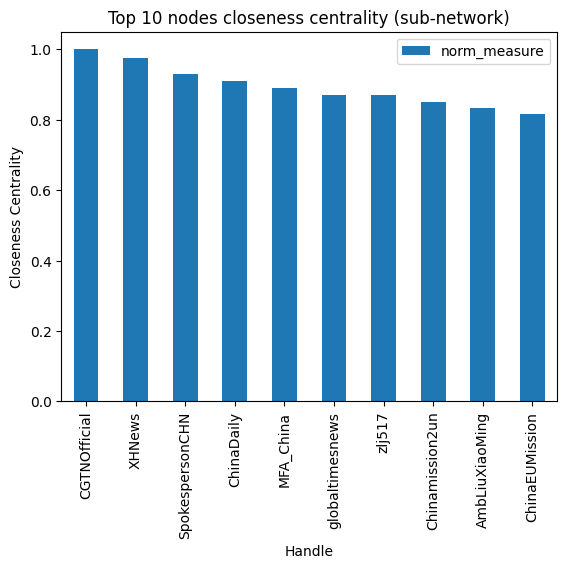 Top 10 nodes closeness centrality (sub-network)
norm_measure
1.0
0.8
0.6
0.4
0.2
0.0
Closeness Centrality
CGTNOfficial
XHNews
SpokespersonCHN
ChinaDaily
MFA_China
globaltimesnews
zlj517
Chinamission2un
AmbLiuXiaoMing
ChinaEUMission
Handle